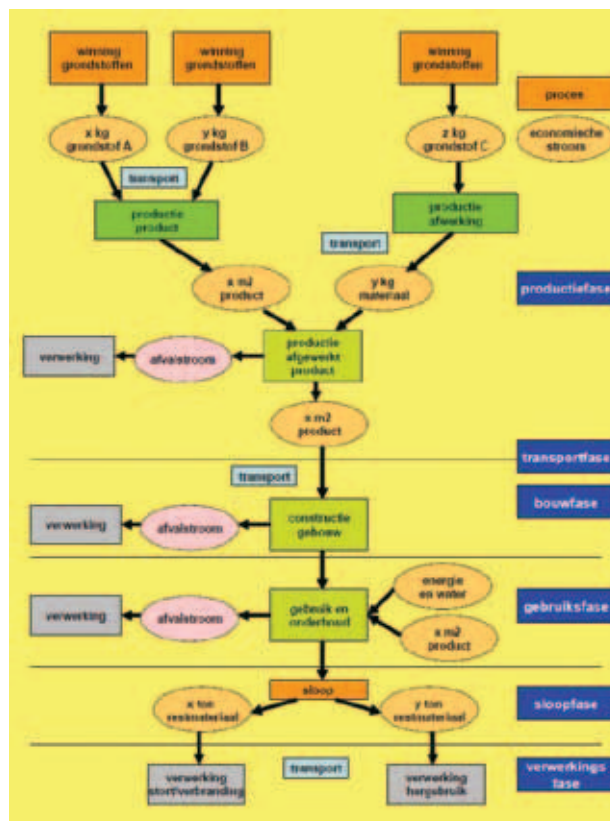 winning
grondstoffen
winning
grondstoffen
winning
grondstoffen
proces
x kg
grondstof A
y kg
grondstof B
z kg
grondstof C
economische
stroom
transport
productie
product
productie
afwerking
transport
x m2
product
y kg
materiaal
productiefase
verwerking
afvalstroom
productie
afgewerkt
product
x m2
product
transportfase
transport
bouwfase
verwerking
afvalstroom
constructie
gebouw
energie
en water
verwerking
afvalstroom
gebruik en
onderhoud
gebruiksfase
x m2
product
sloop
x ton
restmateriaal
y ton
restmateriaal
sloopfase
verwerking
stort/verbranding
transport
verwerking
hergebruik
verwerkings
fase